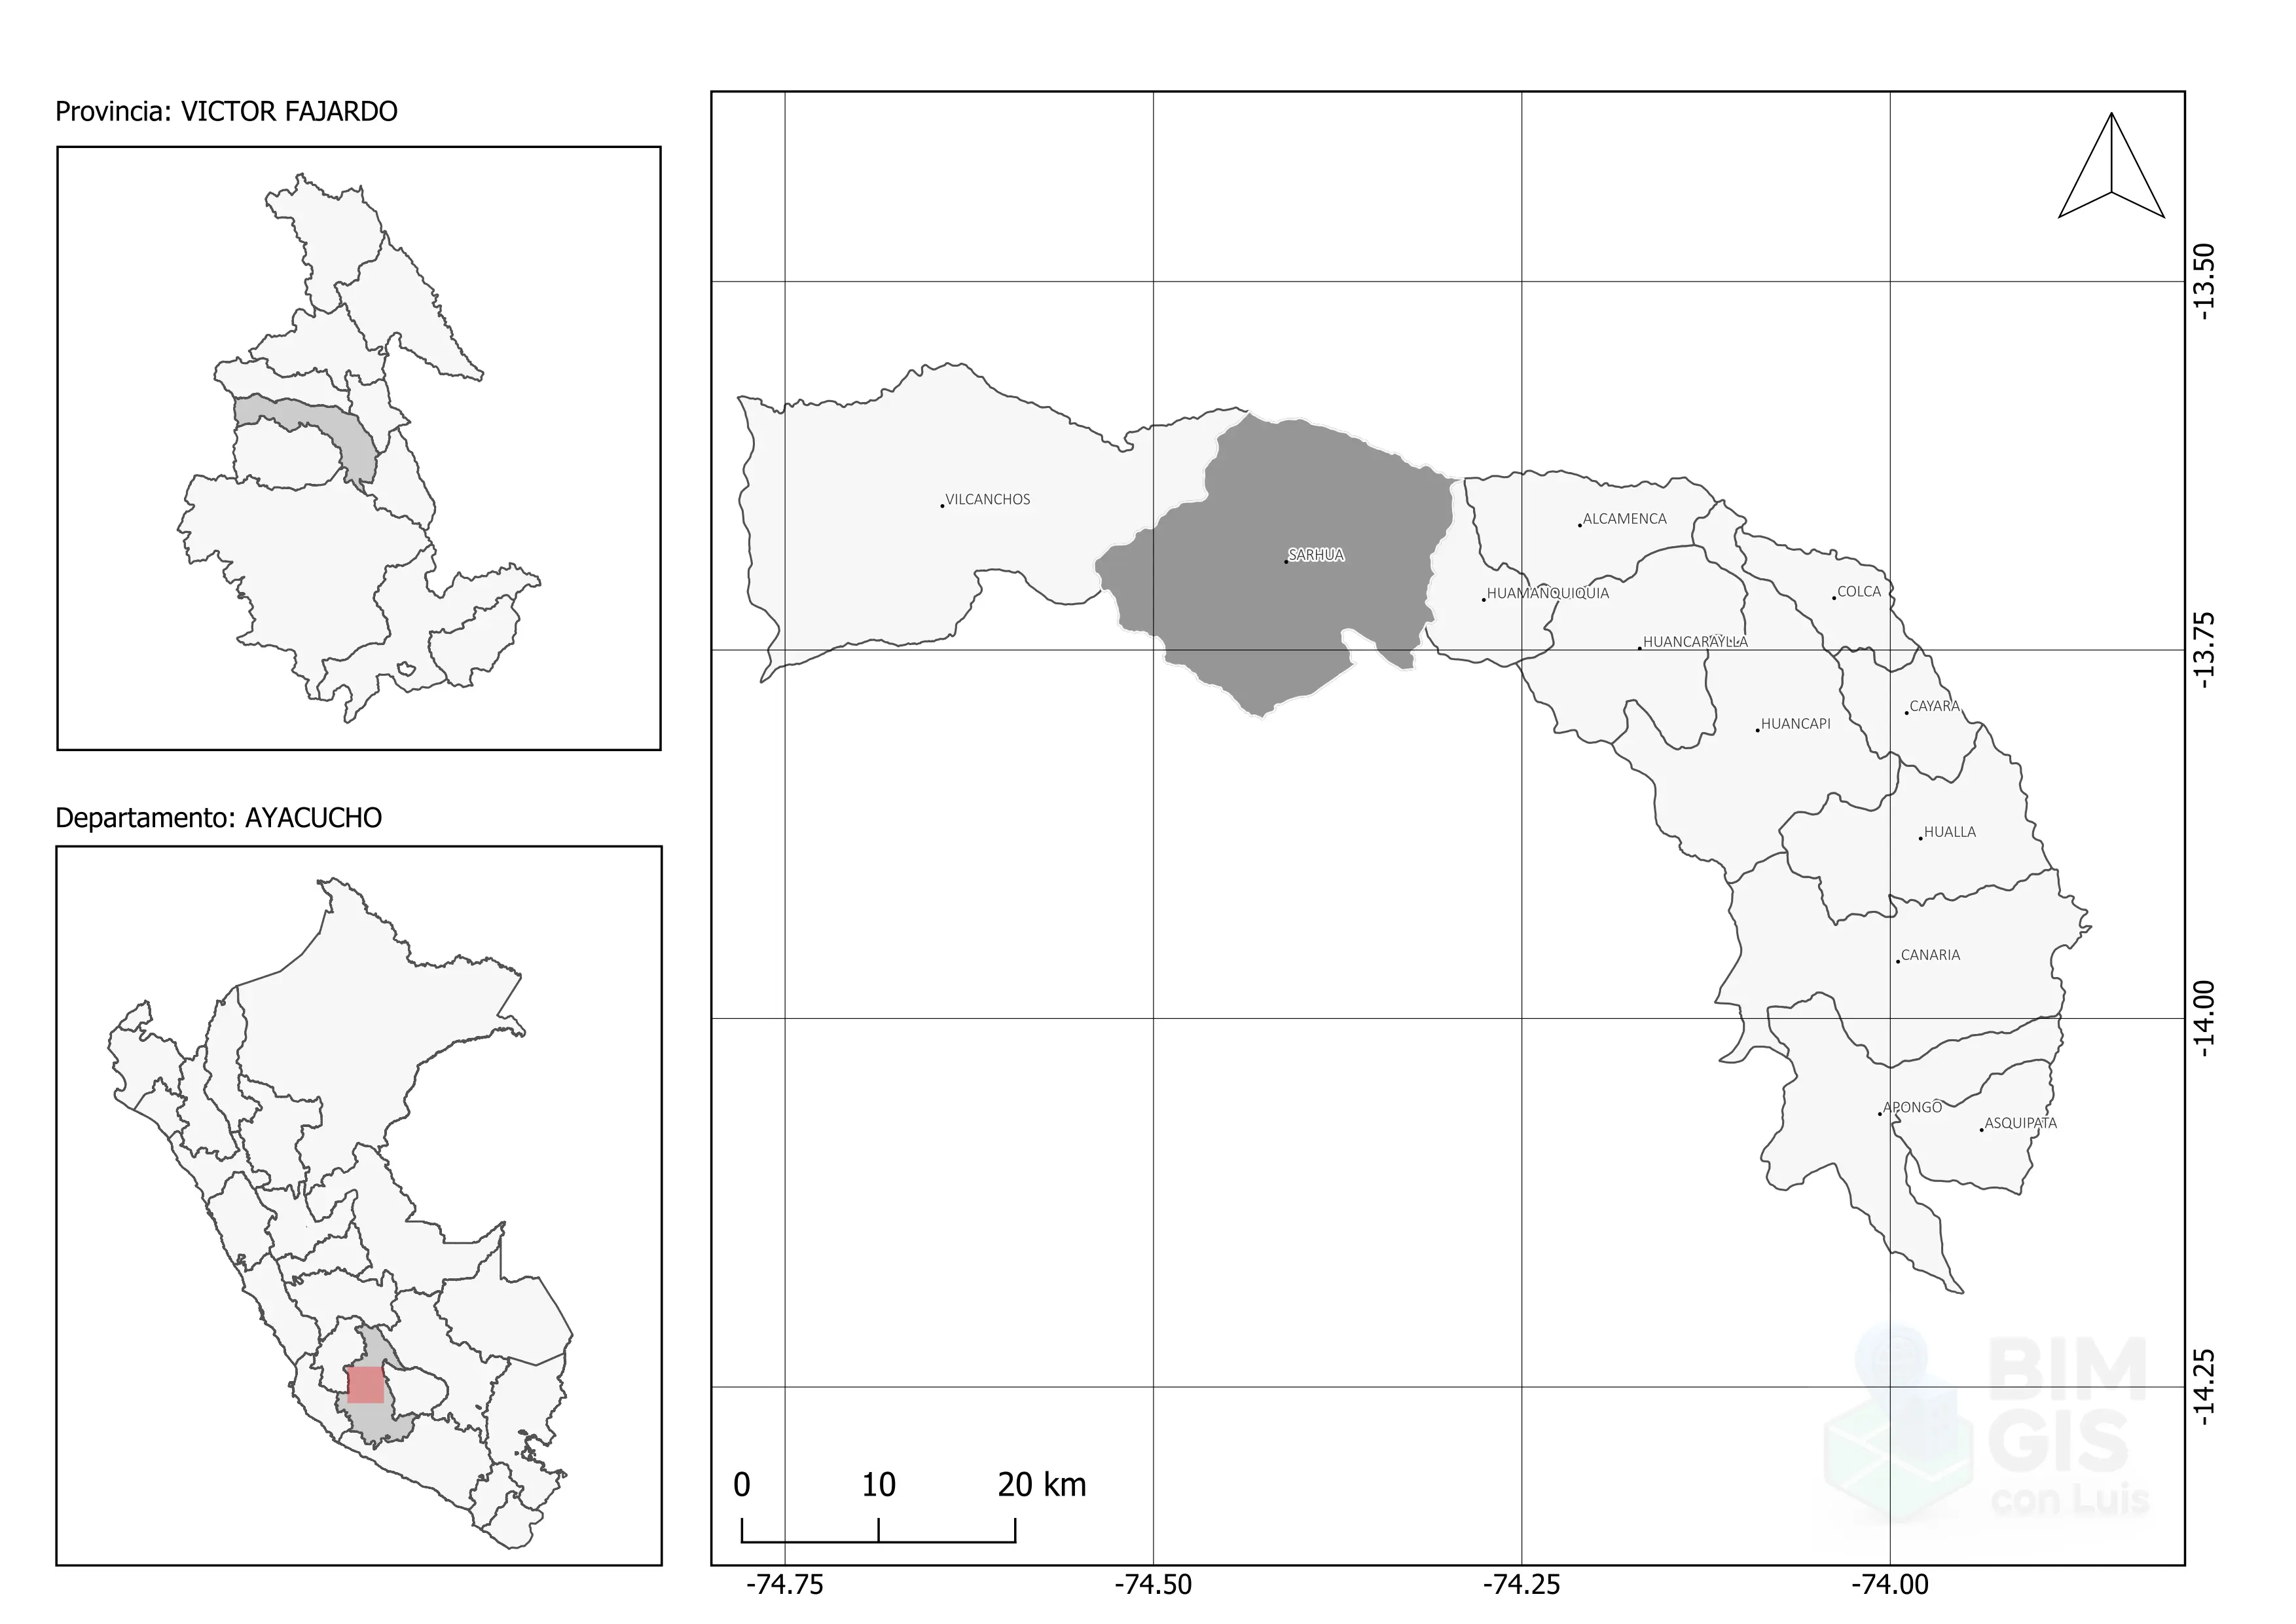 Provincia: VICTOR FAJARDO
Departamento: AYACUCHO
VILCANCHOS
SARHUA
ALCAMENCA
HUAMANQUIQUIA
COLCA
HUANCARAYLLA
CAYARA
HUANCAPI
HUALLA
CANARIA
APONGO
ASQUIPATA
-13.50
-13.75
-14.00
-14.25
BIM
GIS
con Luis
0 10 20 km
-74.75 -74.50 -74.25 -74.00